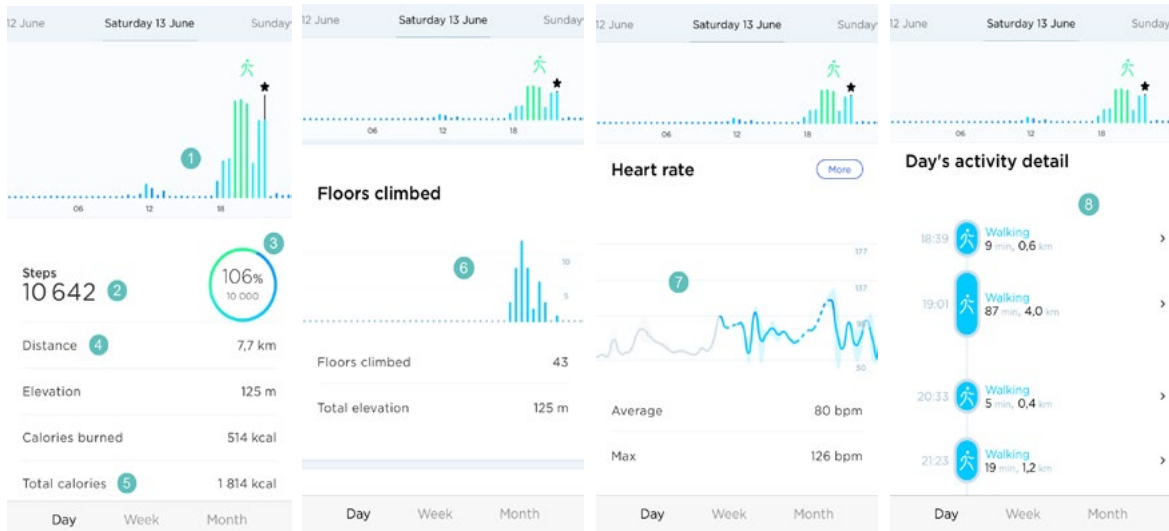 12 June Saturday 13 June Sunday
1
06 12 18
Steps
10 642 2
3
106%
10 000
Distance 4 7,7 km
Elevation 125 m
Calories burned 514 kcal
Total calories 5 1 814 kcal
Day Week Month
12 June Saturday 13 June Sunday
06 12 18
Floors climbed
6
10
5
Floors climbed 43
Total elevation 125 m
Day Week Month
12 June Saturday 13 June Sunday
06 12 18
Heart rate More
177
7
137
50
Average 80 bpm
Max 126 bpm
Day Week Month
12 June Saturday 13 June Sunday
06 12 18
Day's activity detail
8
18:39 Walking
9 min, 0,6 km
19:01 Walking
87 min, 4,0 km
20:33 Walking
5 min, 0,4 km
21:23 Walking
19 min, 1,2 km
Day Week Month